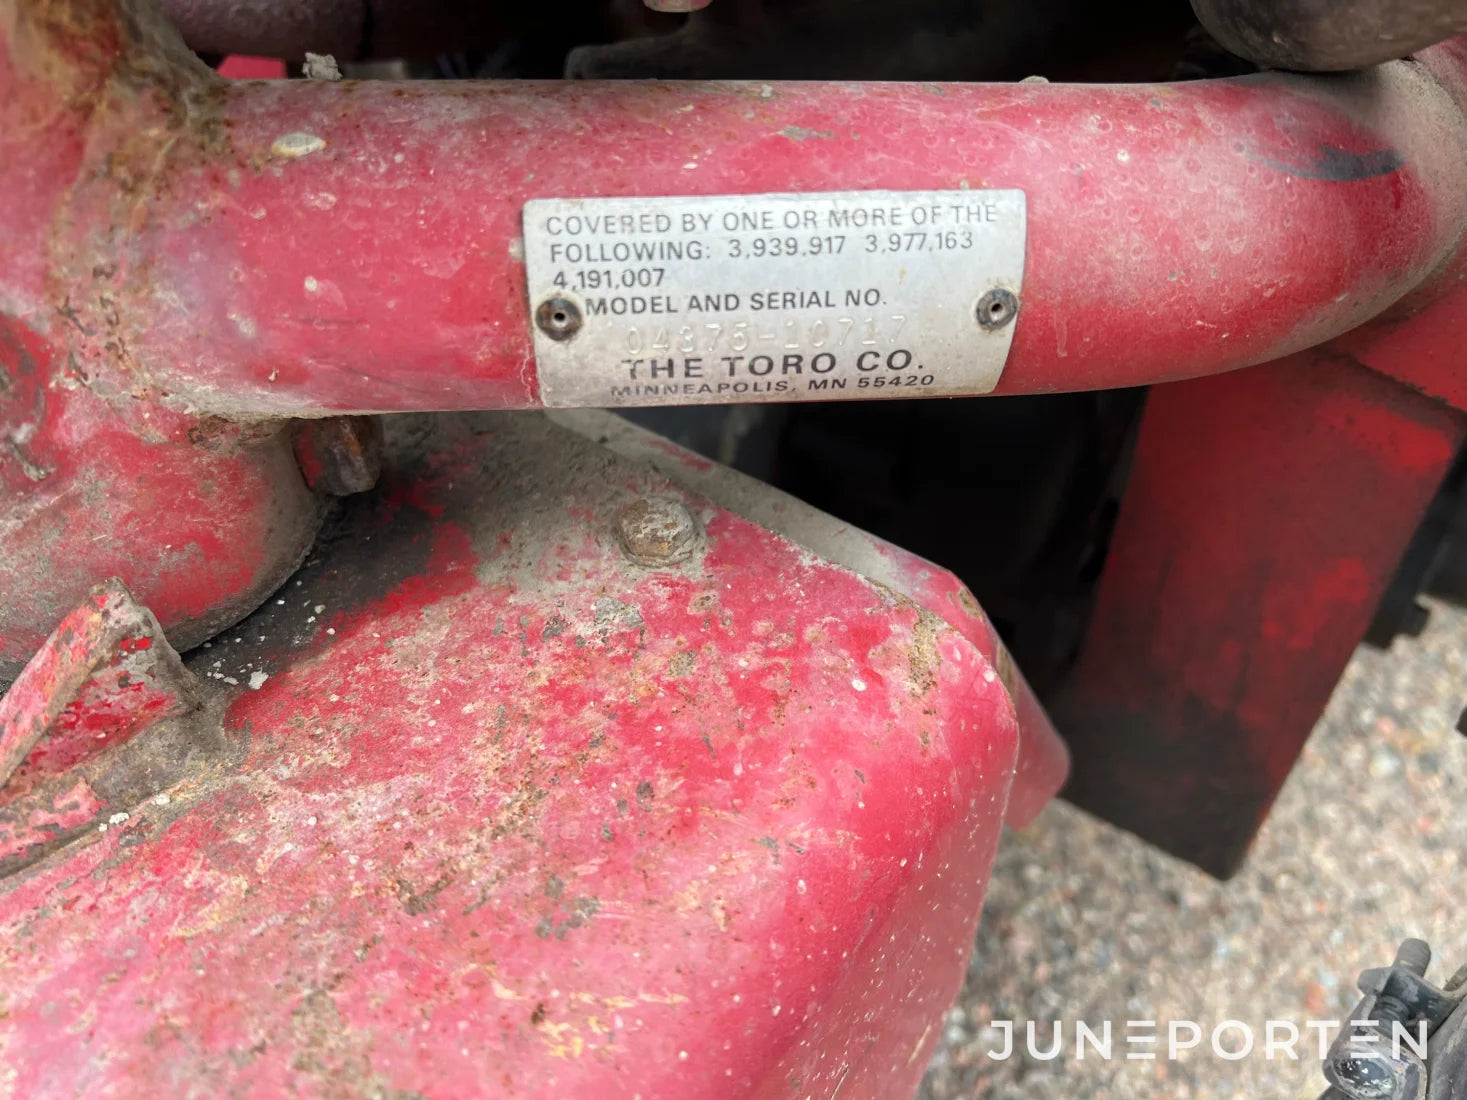 COVERED BY ONE OR MORE OF THE
FOLLOWING: 3,939,917 3,977,163
4,191,007
MODEL AND SERIAL NO.
04375-10717
THE TORO CO.
MINNEAPOLIS, MN 55420
JUNEPORTEN